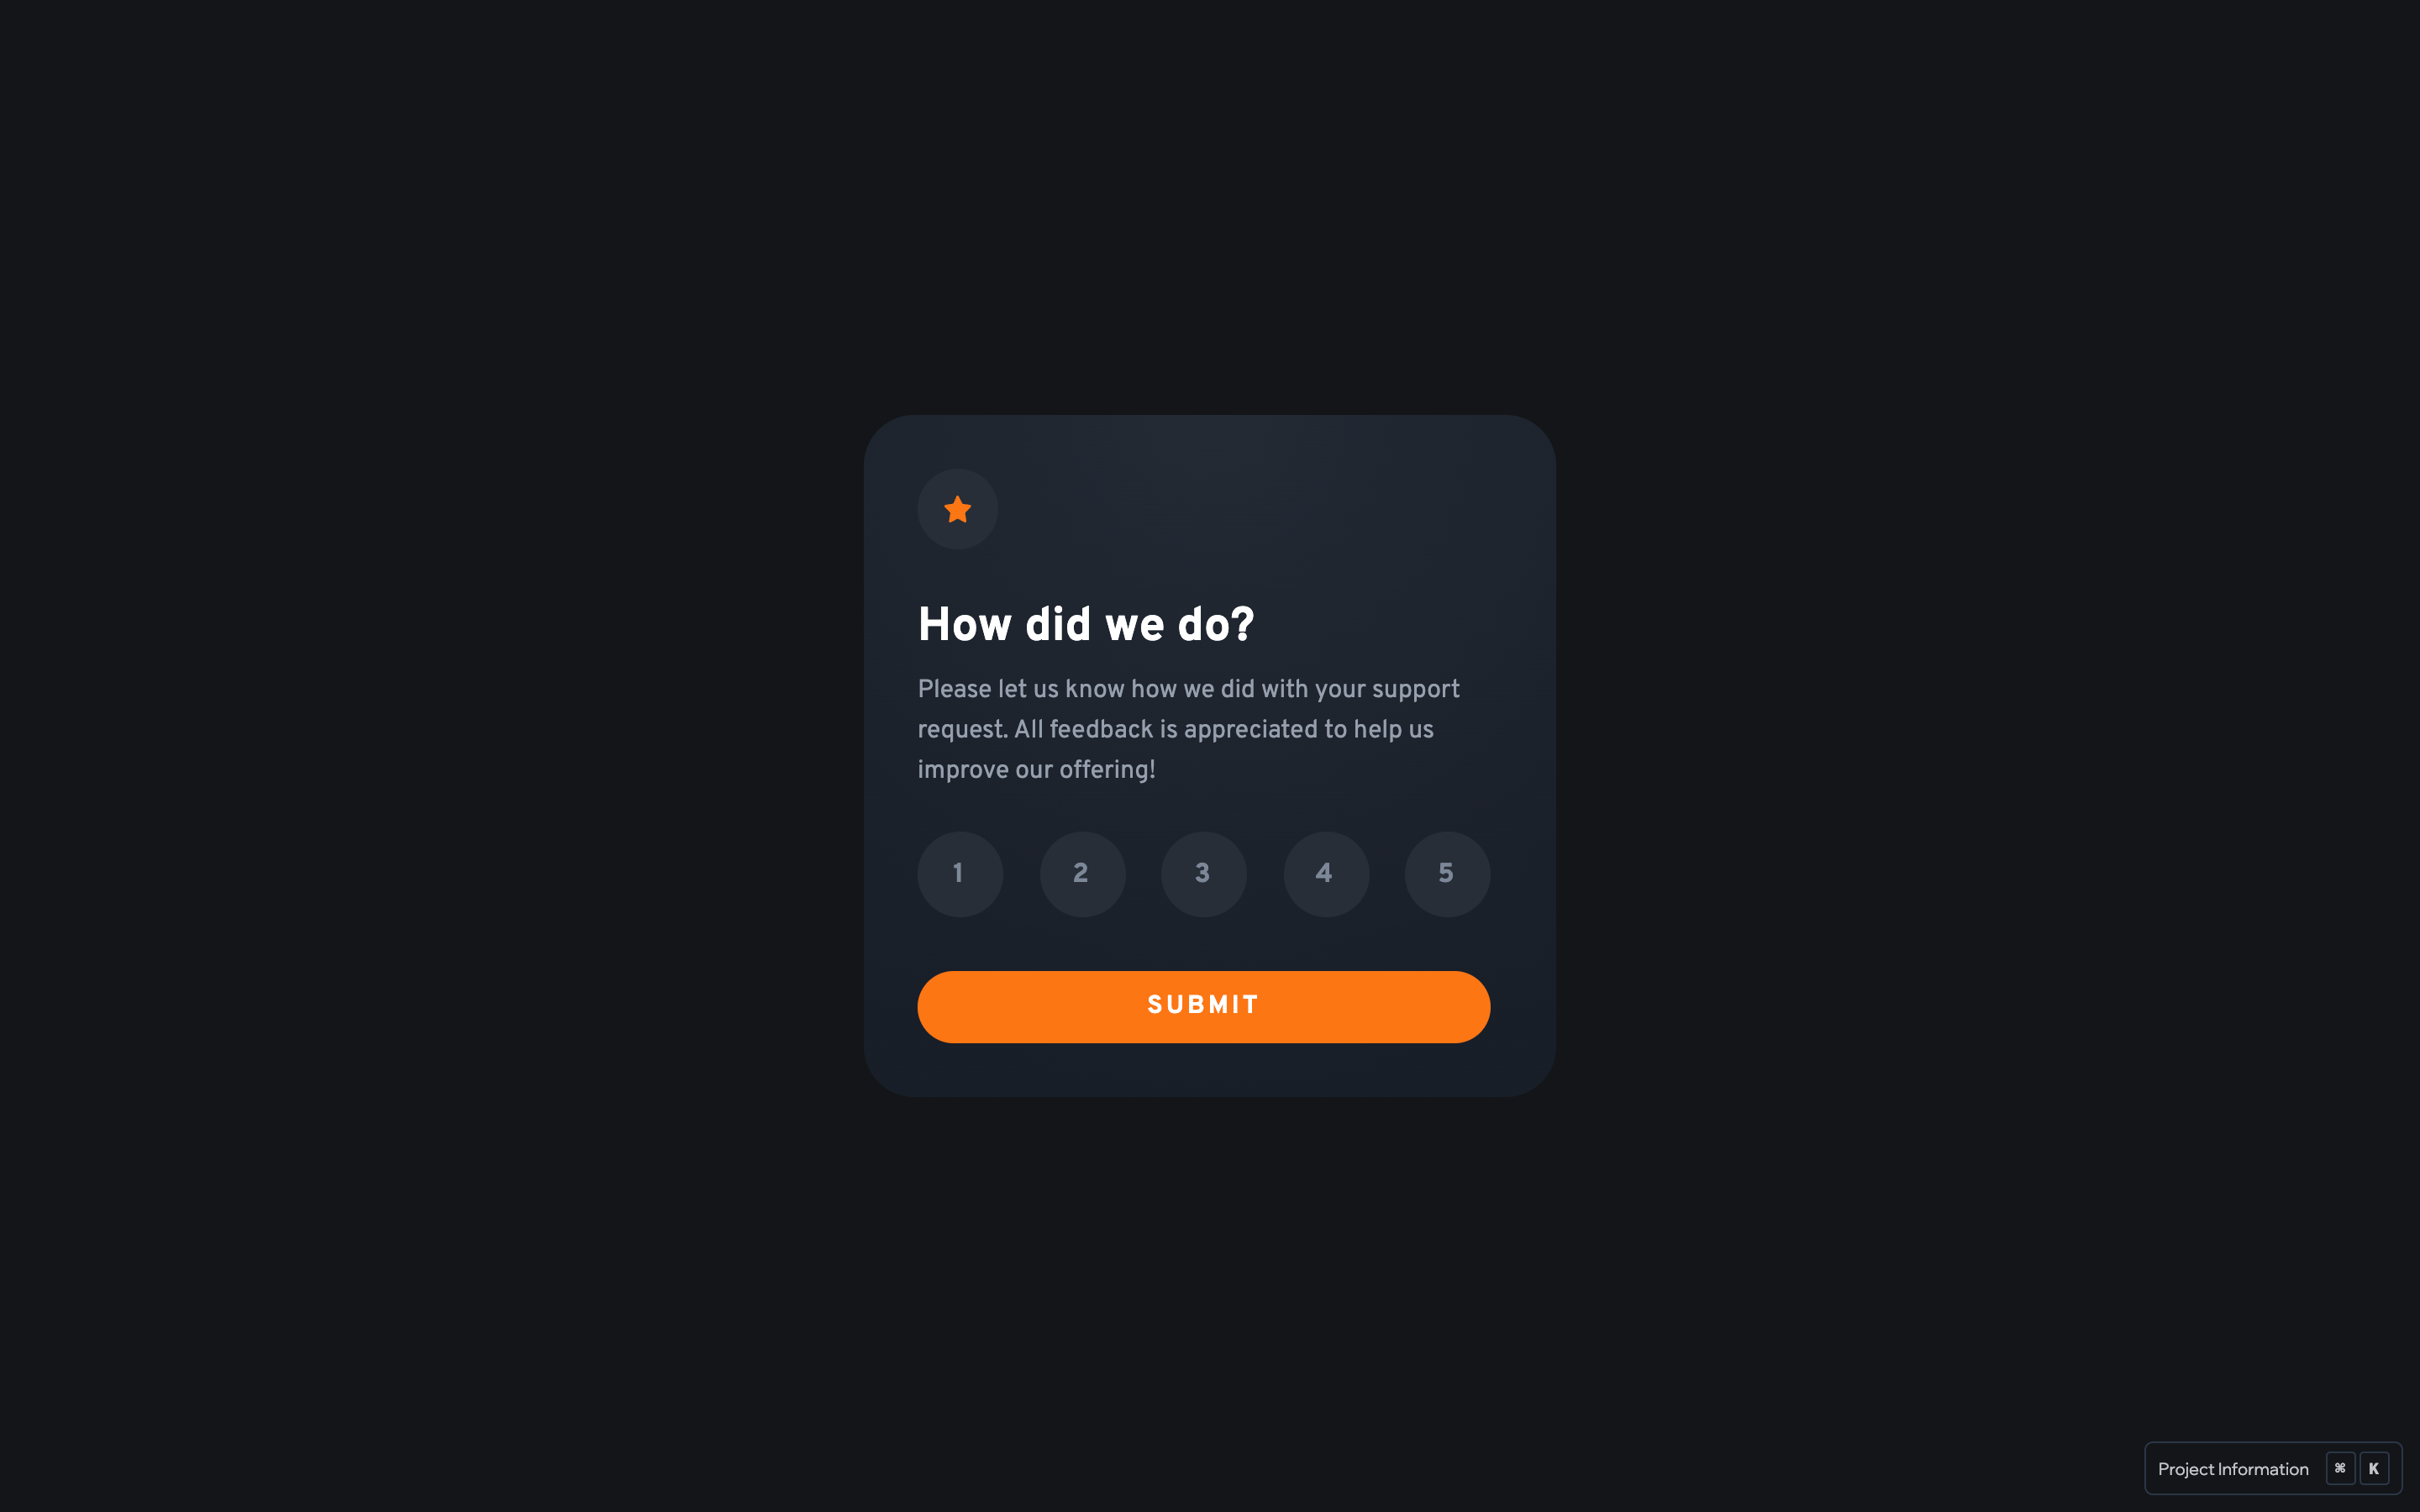 How did we do?
Please let us know how we did with your support
request. All feedback is appreciated to help us
improve our offering!
1 2 3 4 5
SUBMIT
Project Information ⌘ K